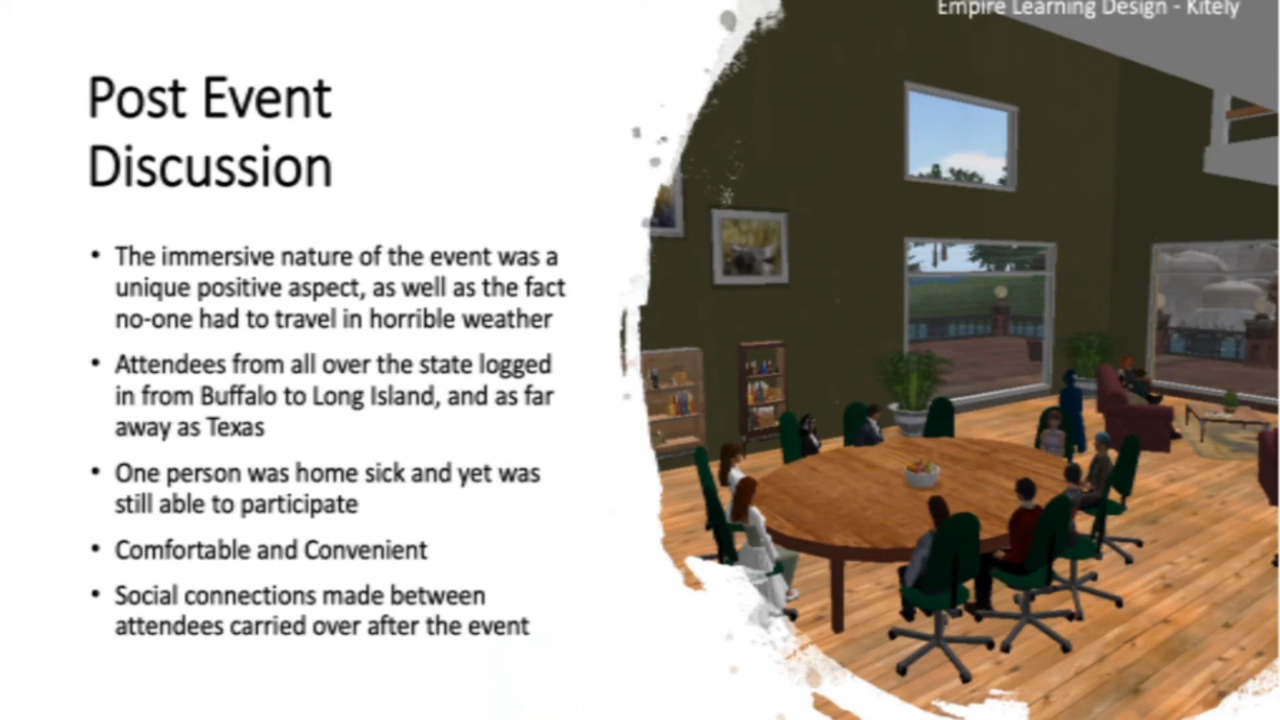 Empire Learning Design - Kitely
Post Event
Discussion
• The immersive nature of the event was a
unique positive aspect, as well as the fact
no-one had to travel in horrible weather
• Attendees from all over the state logged
in from Buffalo to Long Island, and as far
away as Texas
• One person was home sick and yet was
still able to participate
• Comfortable and Convenient
• Social connections made between
attendees carried over after the event